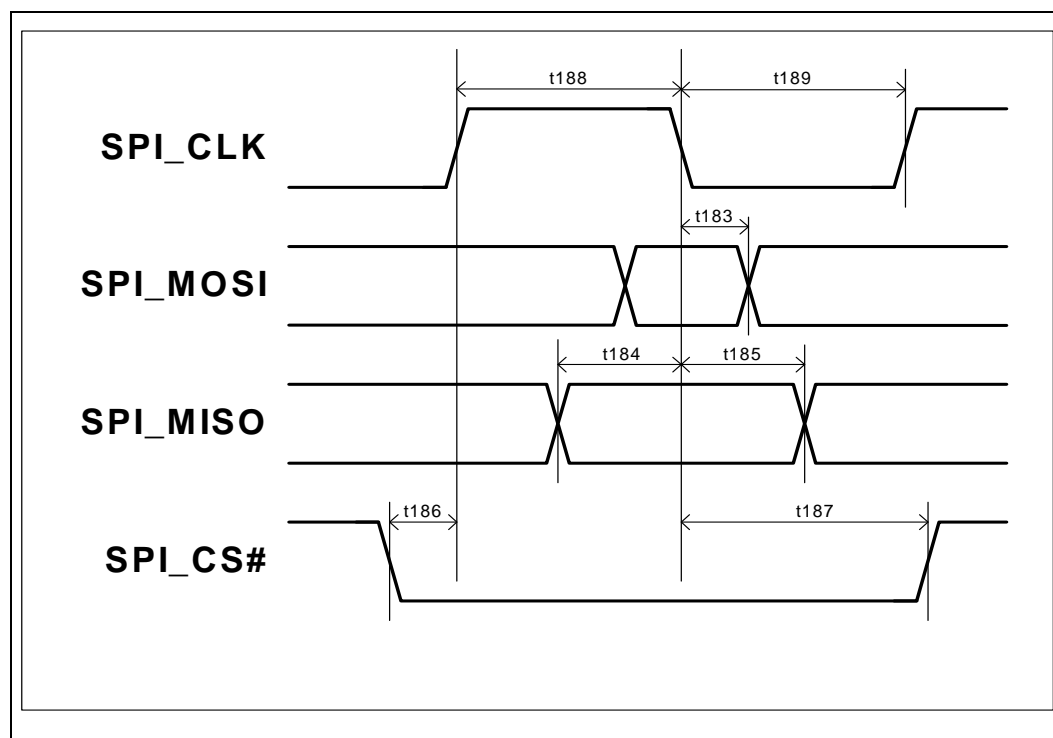 t188
t189
SPI_CLK
t183
SPI_MOSI
t184
t185
SPI_MISO
t186
t187
SPI_CS#